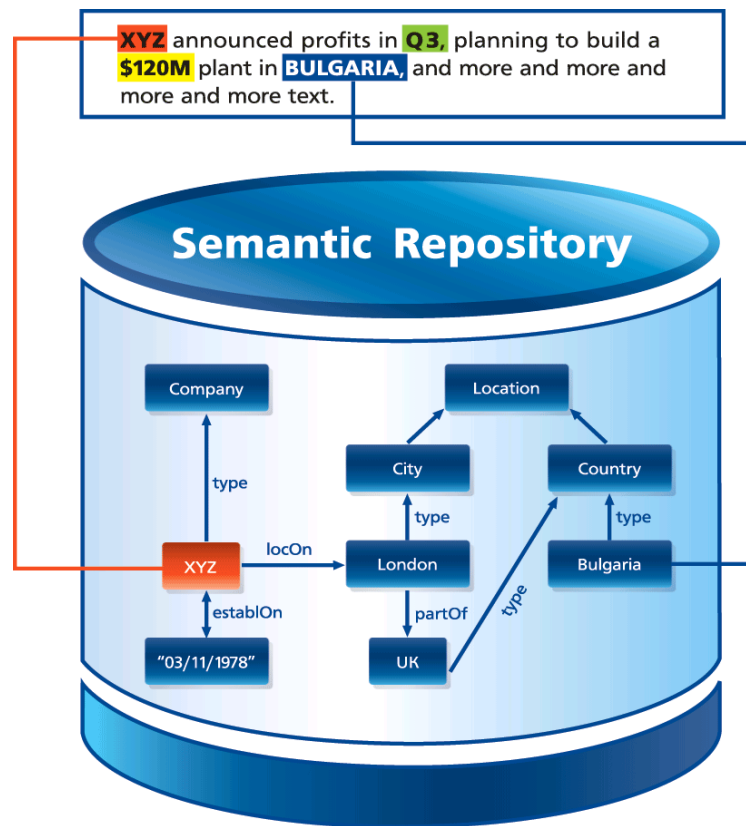 XYZ announced profits in Q3, planning to build a
$120M plant in BULGARIA, and more and more and
more and more text.
Semantic Repository
Company
Location
City
Country
type
type
type
XYZ
locOn
London
Bulgaria
establOn
partOf
type
"03/11/1978"
UK